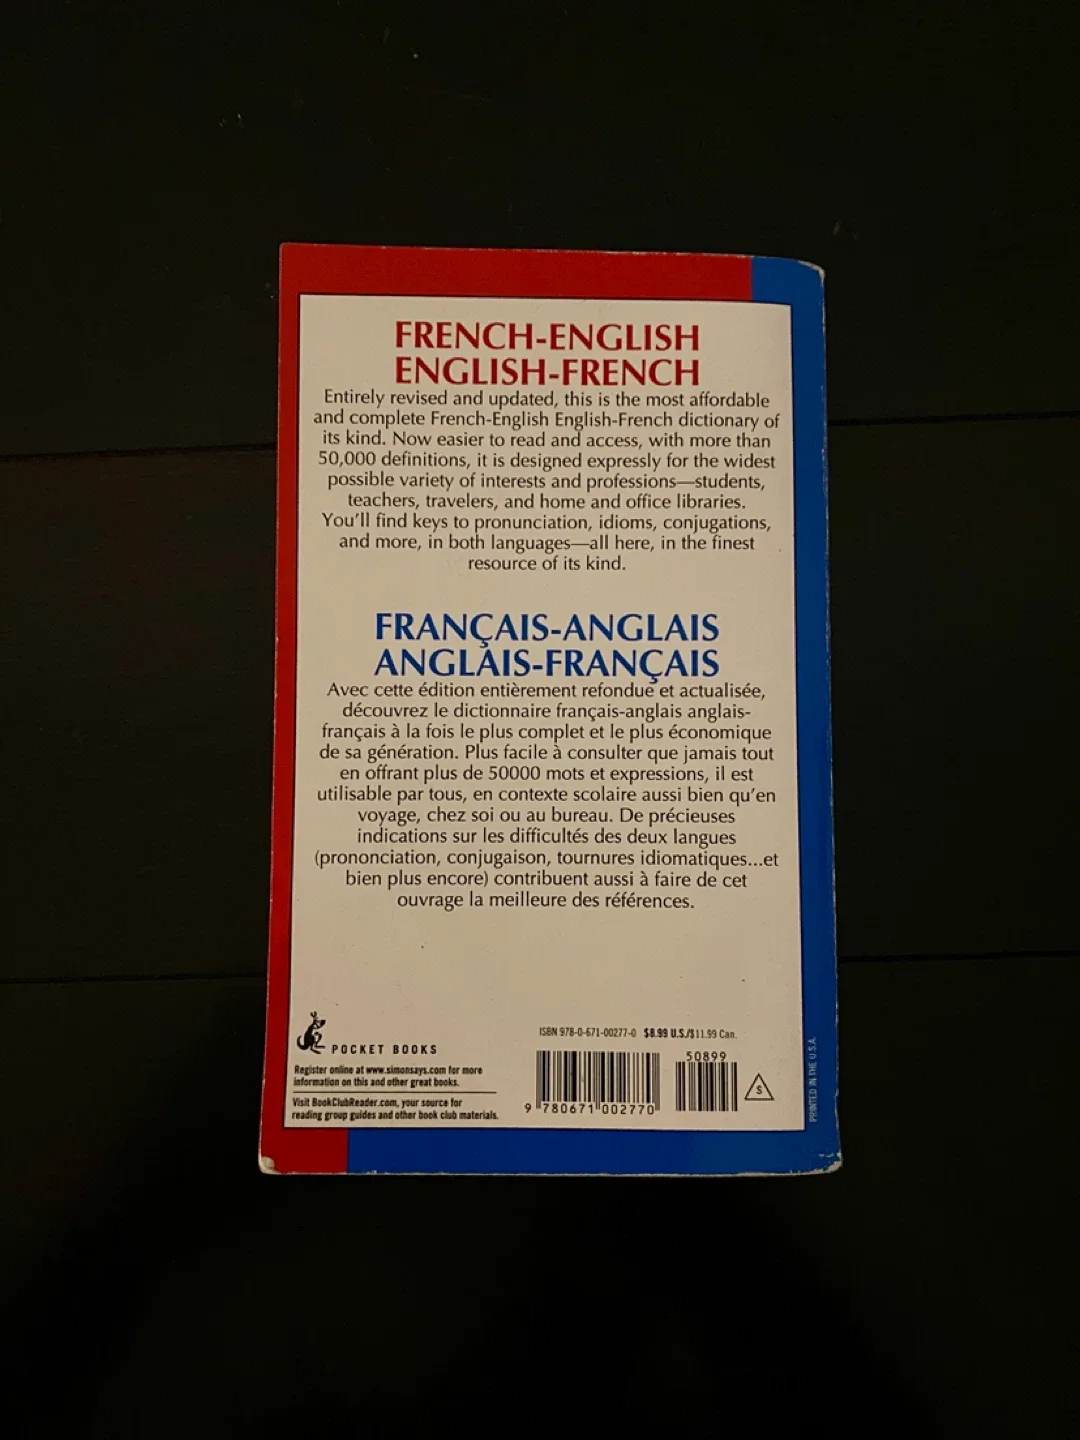 FRENCH-ENGLISH
ENGLISH-FRENCH
Entirely revised and updated, this is the most affordable
and complete French-English English-French dictionary of
its kind. Now easier to read and access, with more than
50,000 definitions, it is designed expressly for the widest
possible variety of interests and professions—students,
teachers, travelers, and home and office libraries.
You'll find keys to pronunciation, idioms, conjugations,
and more, in both languages—all here, in the finest
resource of its kind.
FRANÇAIS-ANGLAIS
ANGLAIS-FRANÇAIS
Avec cette édition entièrement refondue et actualisée,
découvrez le dictionnaire français-anglais anglais-
français à la fois le plus complet et le plus économique
de sa génération. Plus facile à consulter que jamais tout
en offrant plus de 50000 mots et expressions, il est
utilisable par tous, en contexte scolaire aussi bien qu'en
voyage, chez soi ou au bureau. De précieuses
indications sur les difficultés des deux langues
(prononciation, conjugaison, tournures idiomatiques...et
bien plus encore) contribuent aussi à faire de cet
ouvrage la meilleure des références.
POCKET BOOKS
Register online at www.simonsays.com for more
information on this and other great books.
Visit BookClubReader.com, your source for
reading group guides and other book club materials.
ISBN 978-0-671-00277-0 $8.99 U.S./$11.99 Can.
50899
9 780671 002770
S
PRINTED IN THE U.S.A.